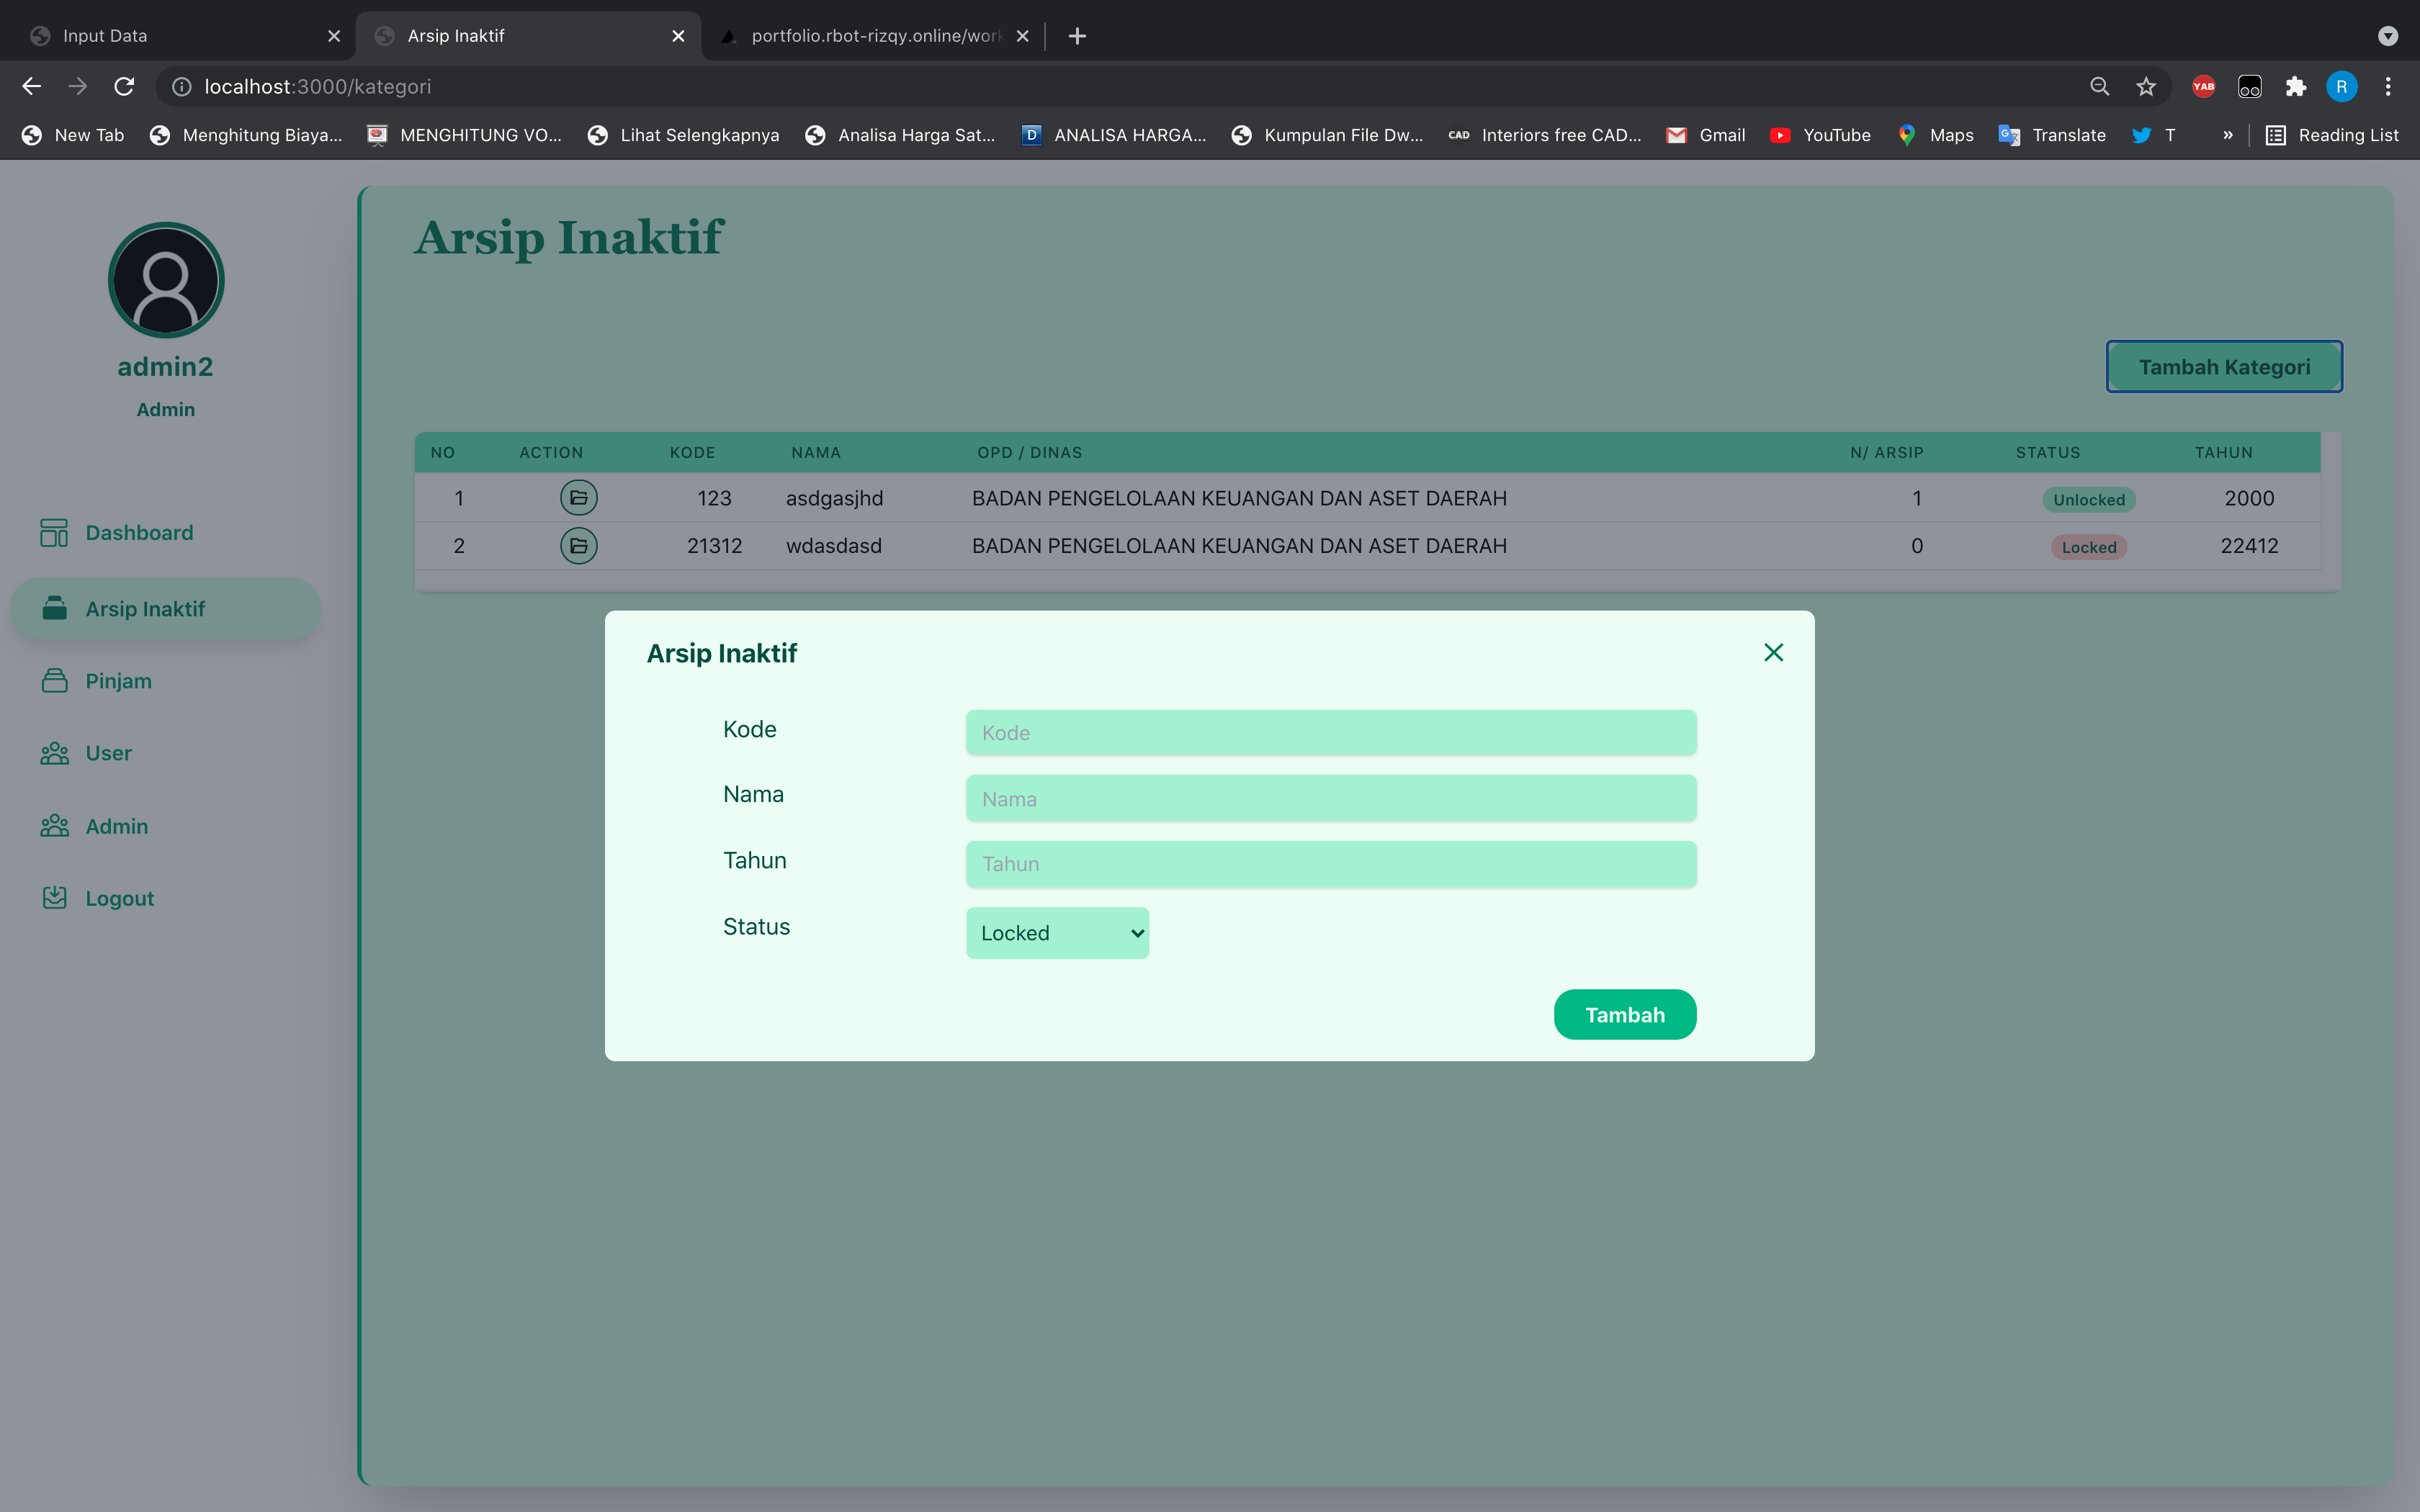 Input Data
Arsip Inaktif
portfolio.rbot-rizqy.online/work
localhost:3000/kategori
YAB
R
New Tab
Menghitung Biaya...
MENGHITUNG VO...
Lihat Selengkapnya
Analisa Harga Sat...
D
ANALISA HARGA...
Kumpulan File Dw...
CAD
Interiors free CAD...
Gmail
YouTube
Maps
Translate
T
»
Reading List
admin2
Admin
Dashboard
Arsip Inaktif
Pinjam
User
Admin
Logout
Arsip Inaktif
Tambah Kategori
NO ACTION KODE NAMA OPD / DINAS N/ ARSIP STATUS TAHUN
1 123 asdgasjhd BADAN PENGELOLAAN KEUANGAN DAN ASET DAERAH 1 Unlocked 2000
2 21312 wdasdasd BADAN PENGELOLAAN KEUANGAN DAN ASET DAERAH 0 Locked 22412
Arsip Inaktif
Kode Kode
Nama Nama
Tahun Tahun
Status Locked
Tambah